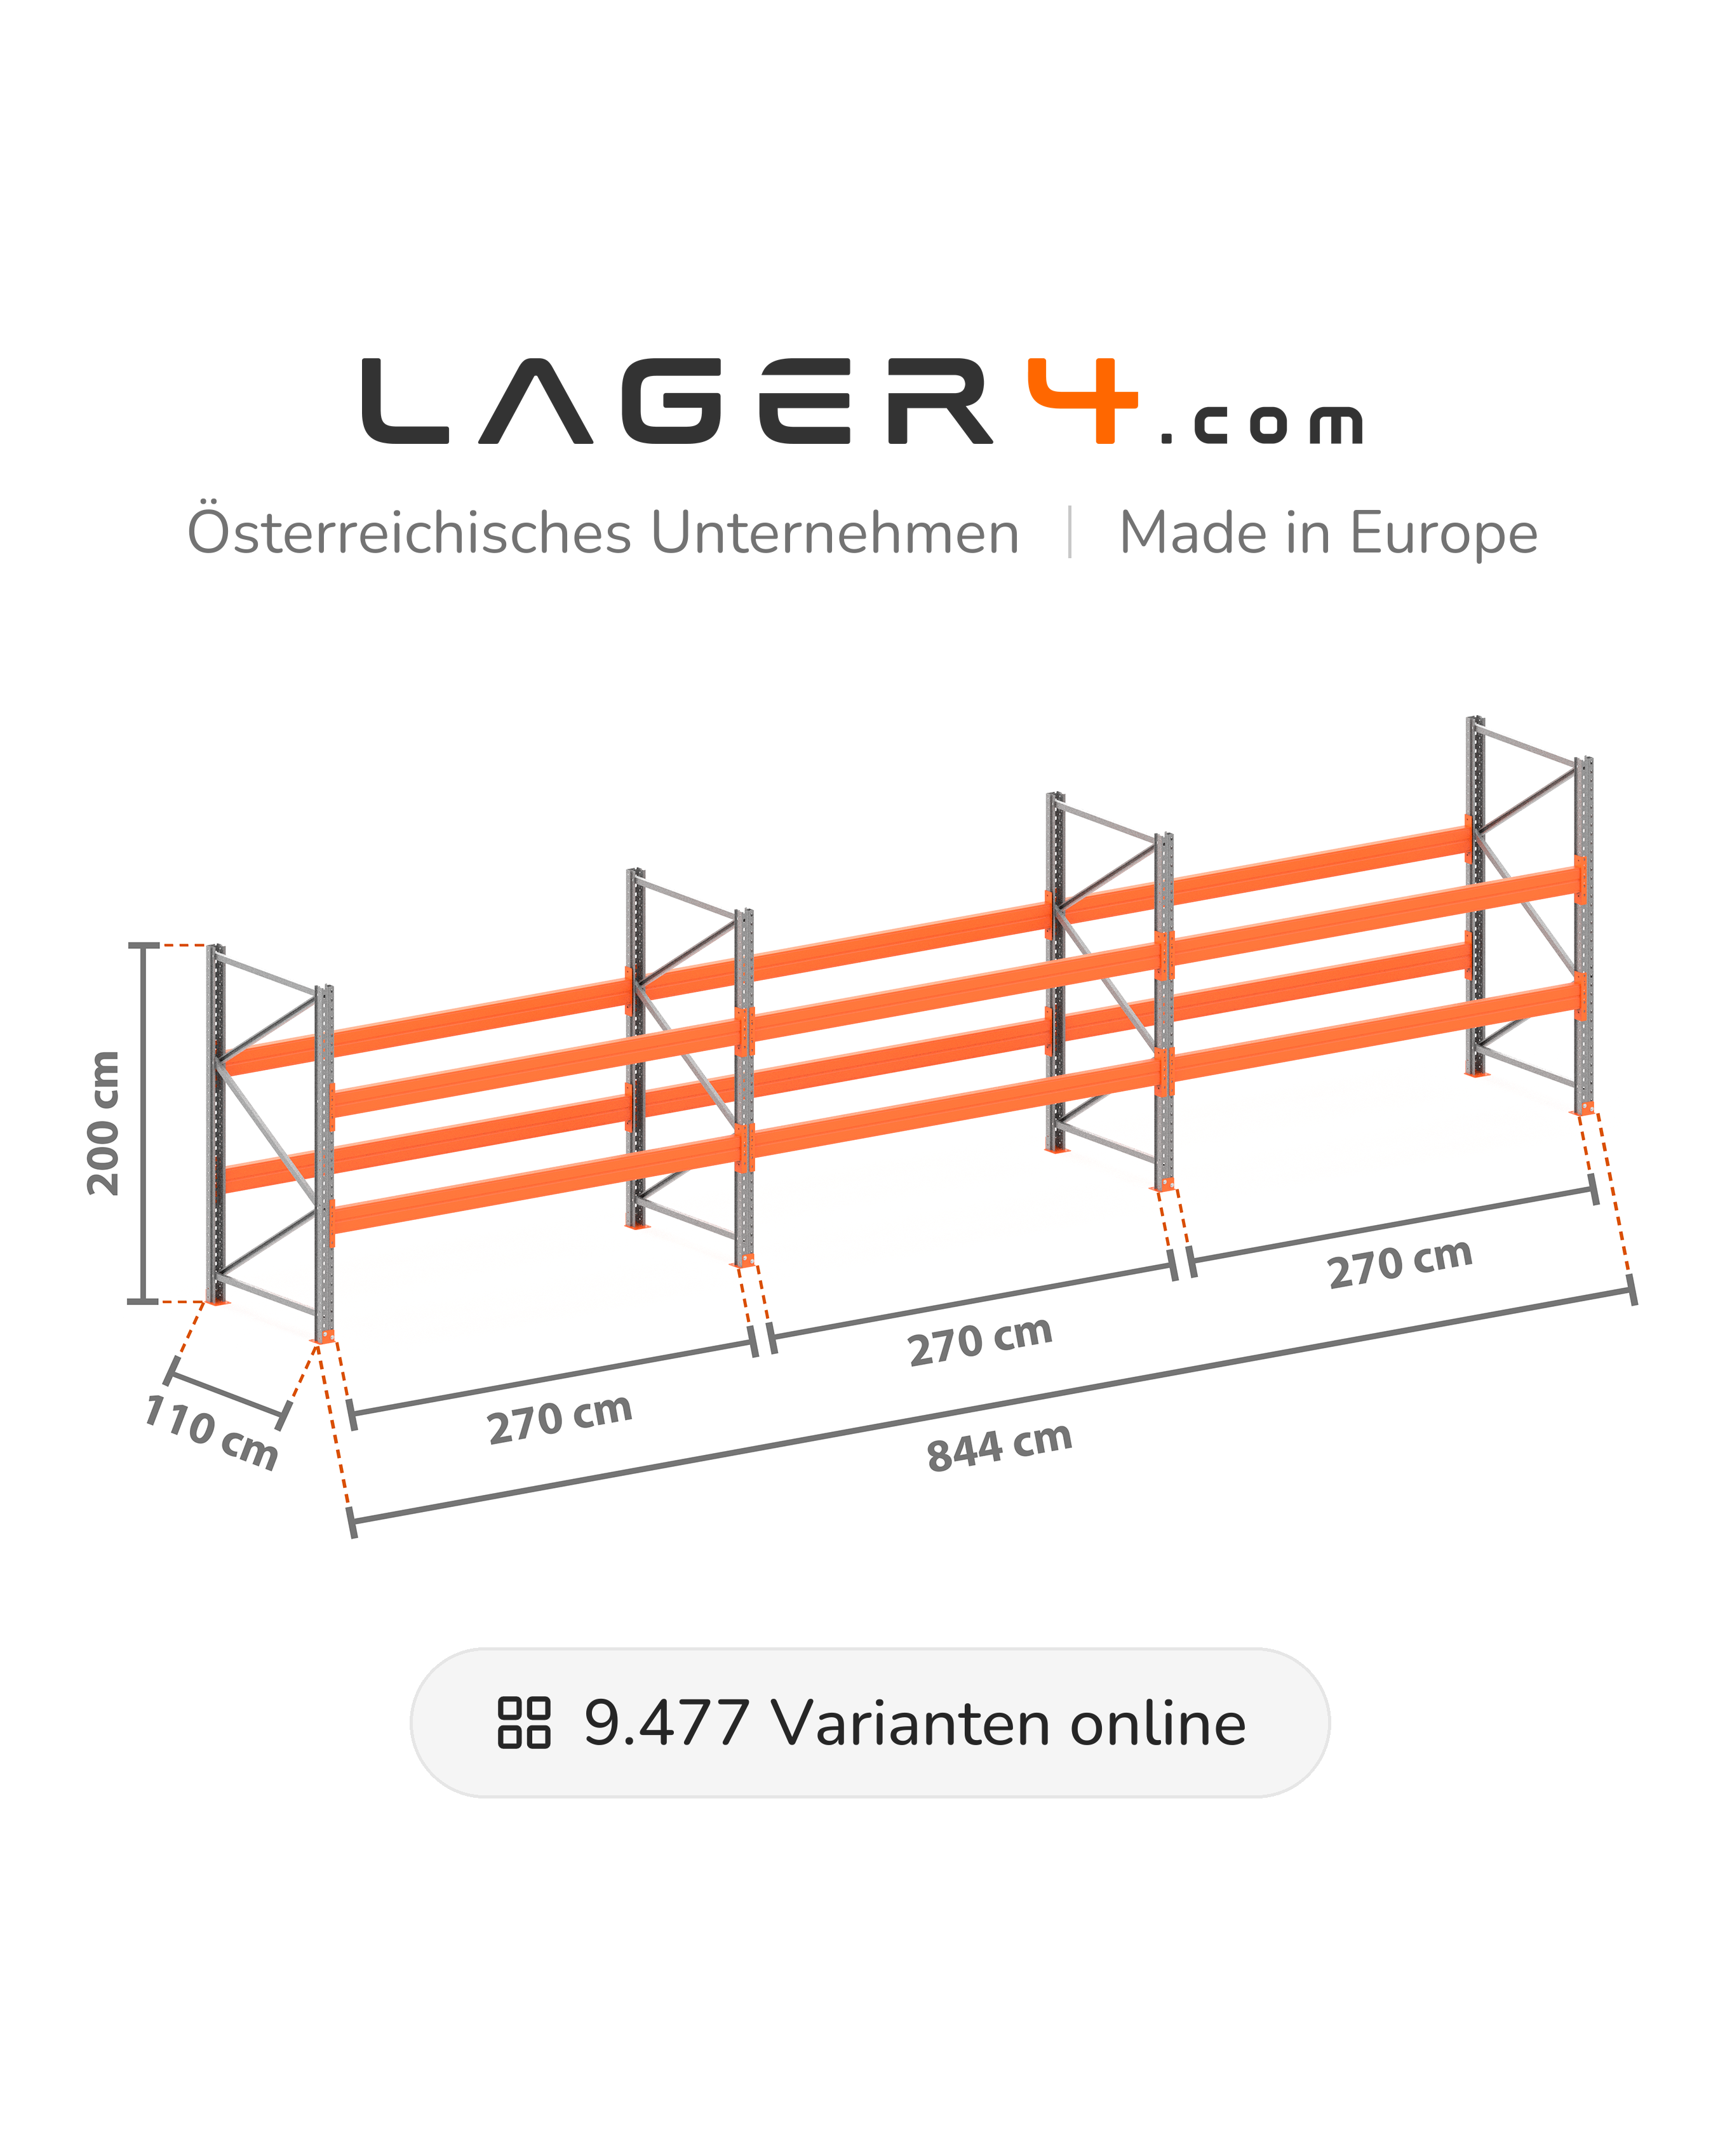 LAGER4.com
Österreichisches Unternehmen | Made in Europe
200 cm
110 cm
270 cm
270 cm
270 cm
844 cm
9.477 Varianten online